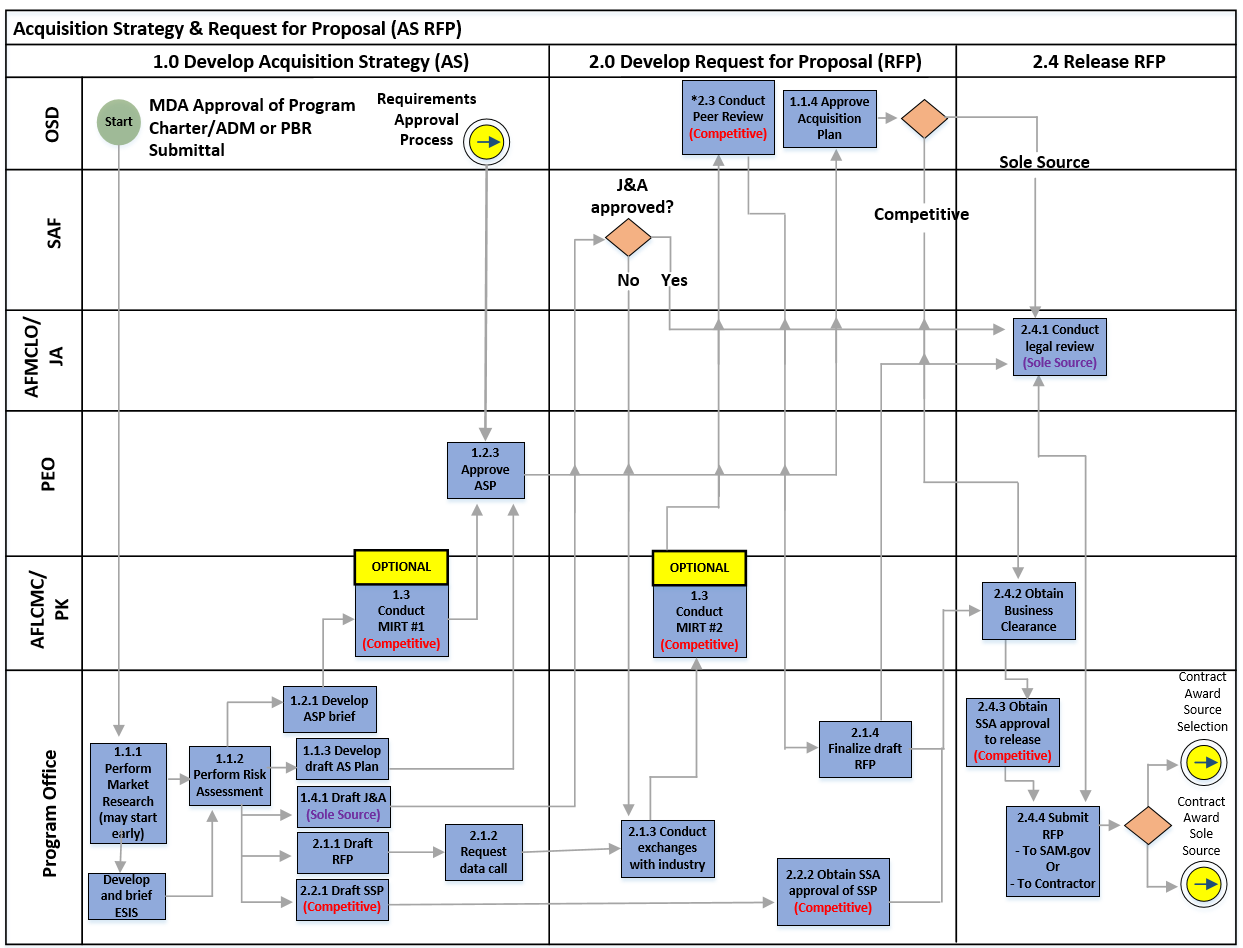 Acquisition Strategy & Request for Proposal (AS RFP)
1.0 Develop Acquisition Strategy (AS)
2.0 Develop Request for Proposal (RFP)
2.4 Release RFP
OSD
Start
MDA Approval of Program
Charter/ADM or PBR
Submittal
Requirements
Approval
Process
*2.3 Conduct
Peer Review
(Competitive)
1.1.4 Approve
Acquisition
Plan
Sole Source
SAF
J&A
approved?
No
Yes
Competitive
AFMCLO/
JA
2.4.1 Conduct
legal review
(Sole Source)
PEO
1.2.3
Approve
ASP
AFLCMC/
PK
OPTIONAL
1.3
Conduct
MIRT #1
(Competitive)
OPTIONAL
1.3
Conduct
MIRT #2
(Competitive)
2.4.2 Obtain
Business
Clearance
Program Office
1.1.1
Perform
Market
Research
(may start
early)
Develop
and brief
ESIS
1.1.2
Perform Risk
Assessment
1.2.1 Develop
ASP brief
1.1.3 Develop
draft AS Plan
1.4.1 Draft J&A
(Sole Source)
2.1.1 Draft
RFP
2.2.1 Draft SSP
(Competitive)
2.1.2
Request
data call
2.1.3 Conduct
exchanges
with industry
2.1.4
Finalize draft
RFP
2.2.2 Obtain SSA
approval of SSP
(Competitive)
2.4.3 Obtain
SSA approval
to release
(Competitive)
2.4.4 Submit
RFP
- To SAM.gov
Or
- To Contractor
Contract
Award
Source
Selection
Contract
Award
Sole
Source